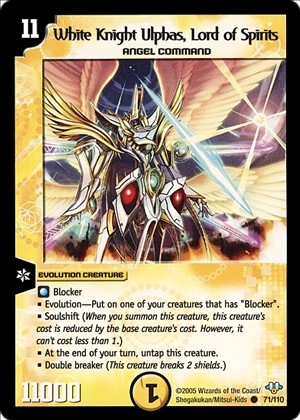 11
White Knight Ulphas, Lord of Spirits
ANGEL COMMAND
EVOLUTION CREATURE
Blocker
■ Evolution—Put on one of your creatures that has "Blocker".
■ Soulshift (When you summon this creature, this creature's
cost is reduced by the base creature's cost. However, it
can't cost less than 1.)
■ At the end of your turn, untap this creature.
■ Double breaker (This creature breaks 2 shields.)
11000
1
©2005 Wizards of the Coast/
Shogakukan/Mitsui-Kids ● 71/110